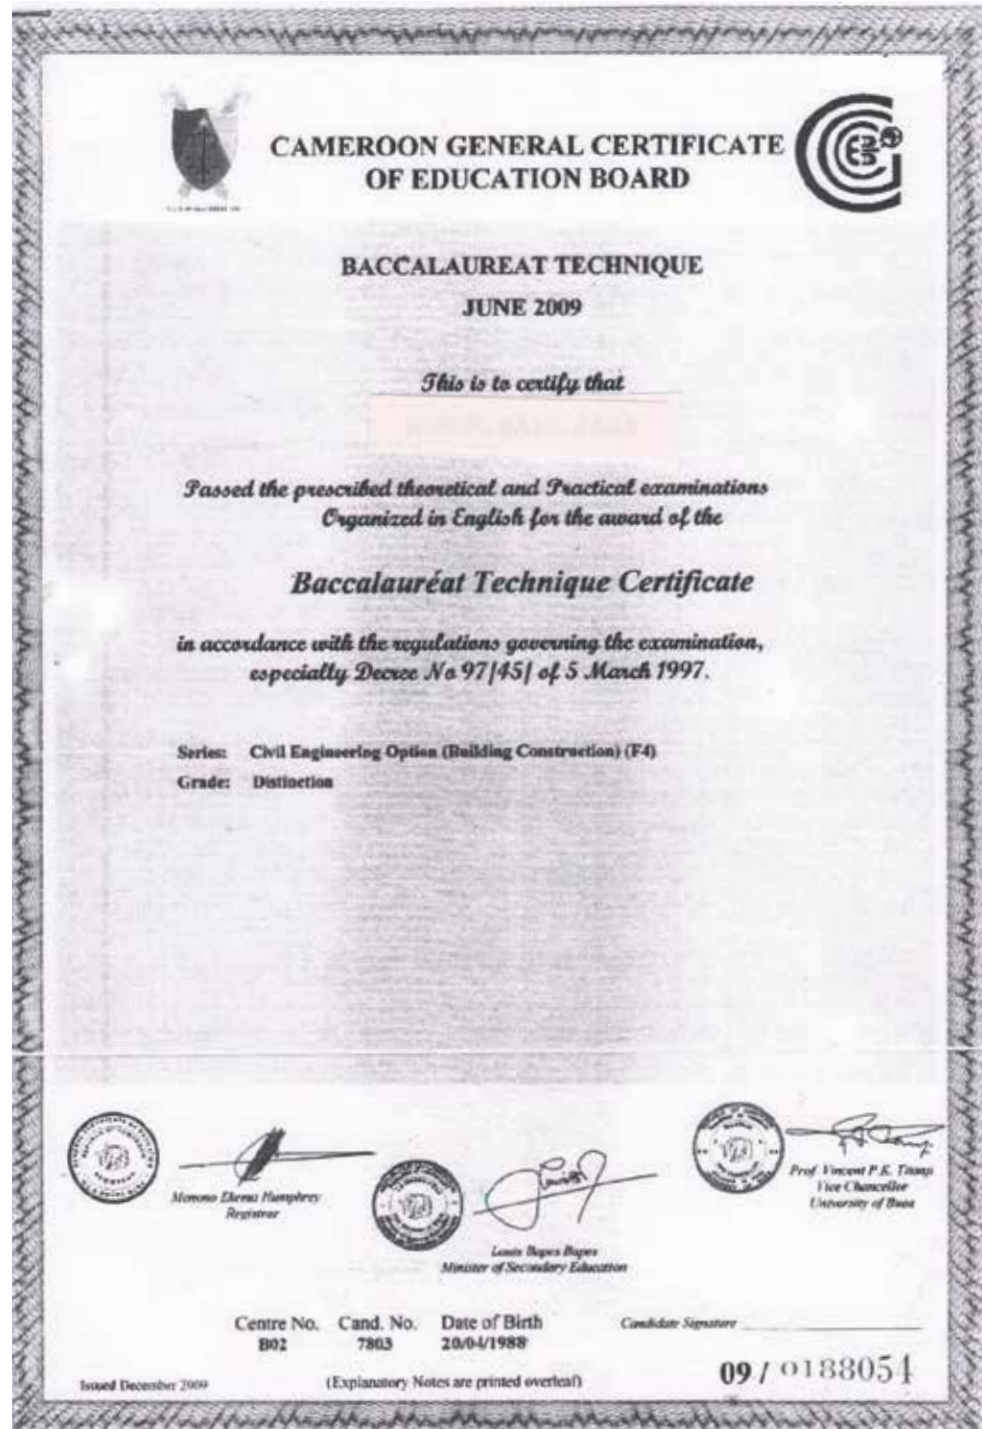 CAMEROON GENERAL CERTIFICATE
OF EDUCATION BOARD
BACCALAUREAT TECHNIQUE
JUNE 2009
This is to certify that
Passed the prescribed theoretical and Practical examinations
Organized in English for the award of the
Baccalauréat Technique Certificate
in accordance with the regulations governing the examination,
especially Decree No 97/45/ of 5 March 1997.
Series: Civil Engineering Option (Building Construction) (F4)
Grade: Distinction
Humphrey
Registrar
Louis Bapes Bapes
Minister of Secondary Education
Prof. Vincent P.K. Titanji
Vice Chancellor
University of Buea
Centre No. Cand. No. Date of Birth Candidate Signature
B02 7803 20/04/1988
09 / 0188054
Issued December 2009 (Explanatory Notes are printed overleaf)